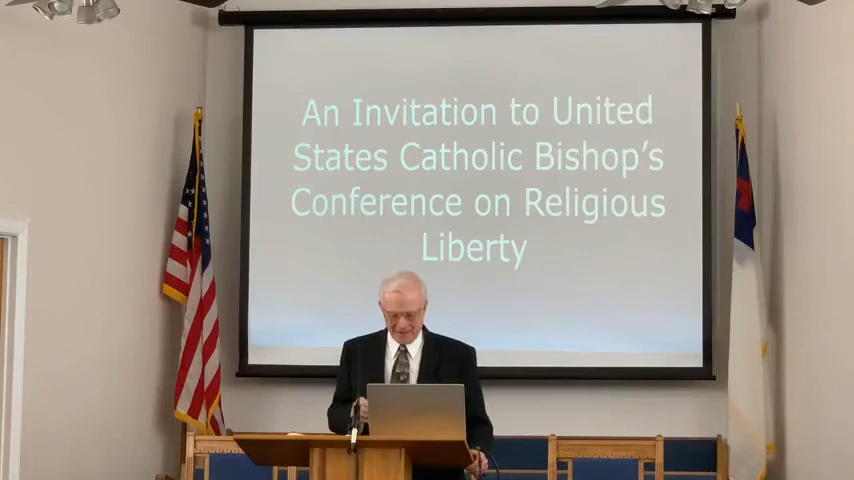 An Invitation to United
States Catholic Bishop’s
Conference on Religious
Liberty